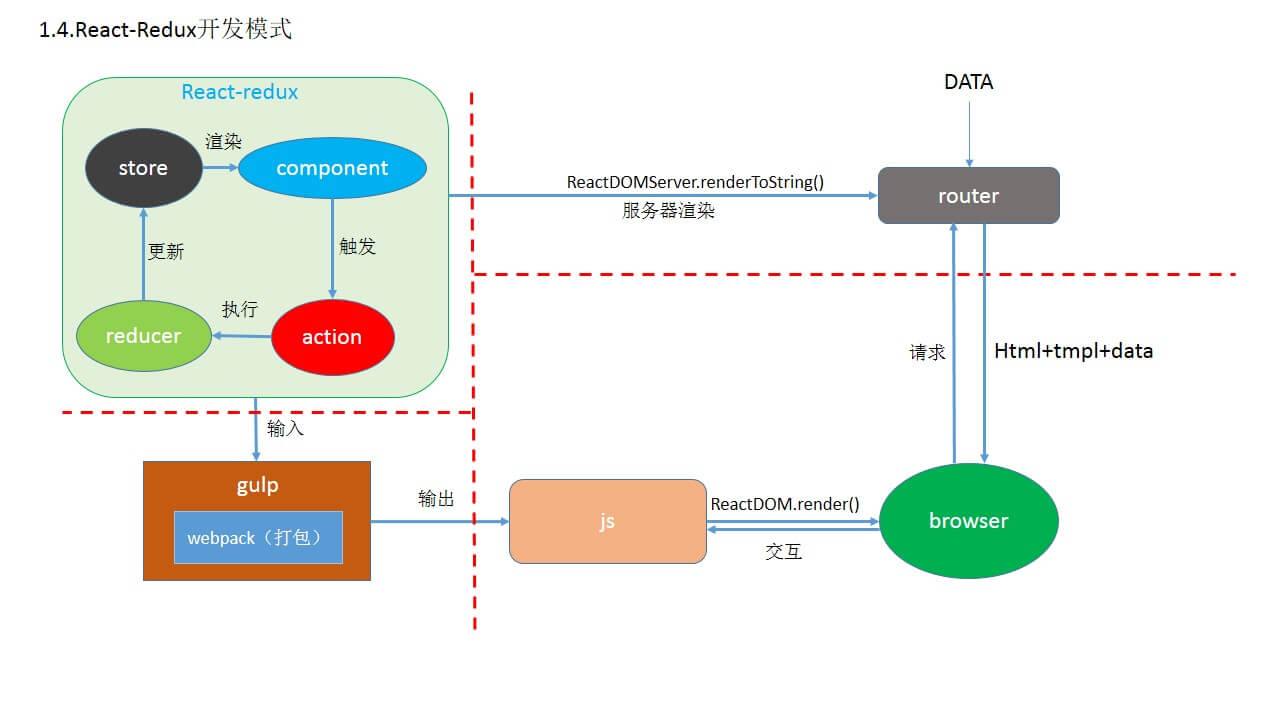 1.4.React-Redux开发模式
React-redux
DATA
渲染
store
component
ReactDOMServer.renderToString()
router
服务器渲染
更新
触发
执行
reducer
action
请求
Html+tmpl+data
输入
gulp
输出
ReactDOM.render()
js
browser
webpack（打包）
交互